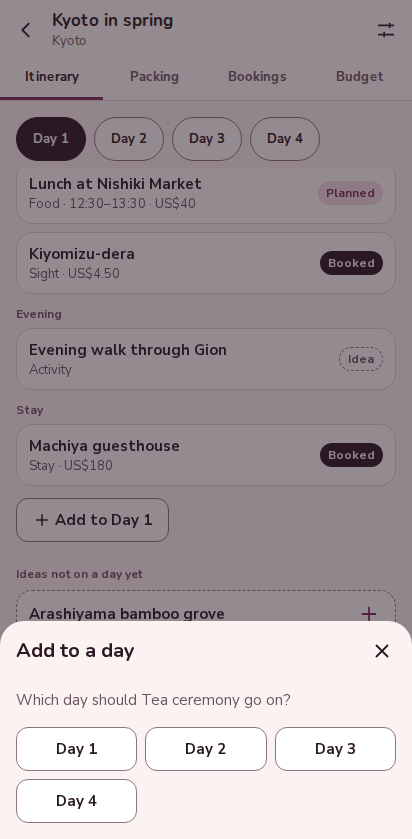 Kyoto in spring
Kyoto
Itinerary
Packing
Bookings
Budget
Day 1
Day 2
Day 3
Day 4
Lunch at Nishiki Market
Food · 12:30–13:30 · US$40
Planned
Kiyomizu-dera
Sight · US$4.50
Booked
Evening
Evening walk through Gion
Activity
Idea
Stay
Machiya guesthouse
Stay · US$180
Booked
Add to Day 1
Ideas not on a day yet
Arashiyama bamboo grove
Add to a day
Which day should Tea ceremony go on?
Day 1
Day 2
Day 3
Day 4